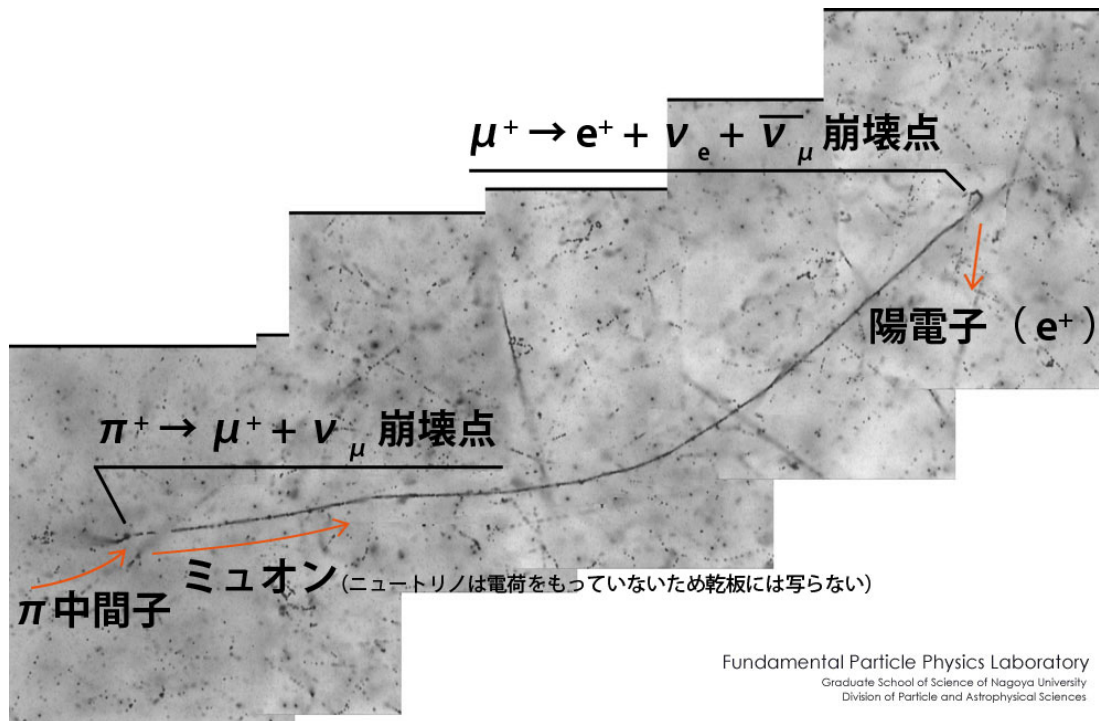 μ⁺ → e⁺ + ν_e + ν̅_μ 崩壊点
陽電子（e⁺）
π⁺ → μ⁺ + ν_μ 崩壊点
ミュオン(ニュートリノは電荷をもっていないため乾板には写らない)
π中間子
Fundamental Particle Physics Laboratory
Graduate School of Science of Nagoya University
Division of Particle and Astrophysical Sciences